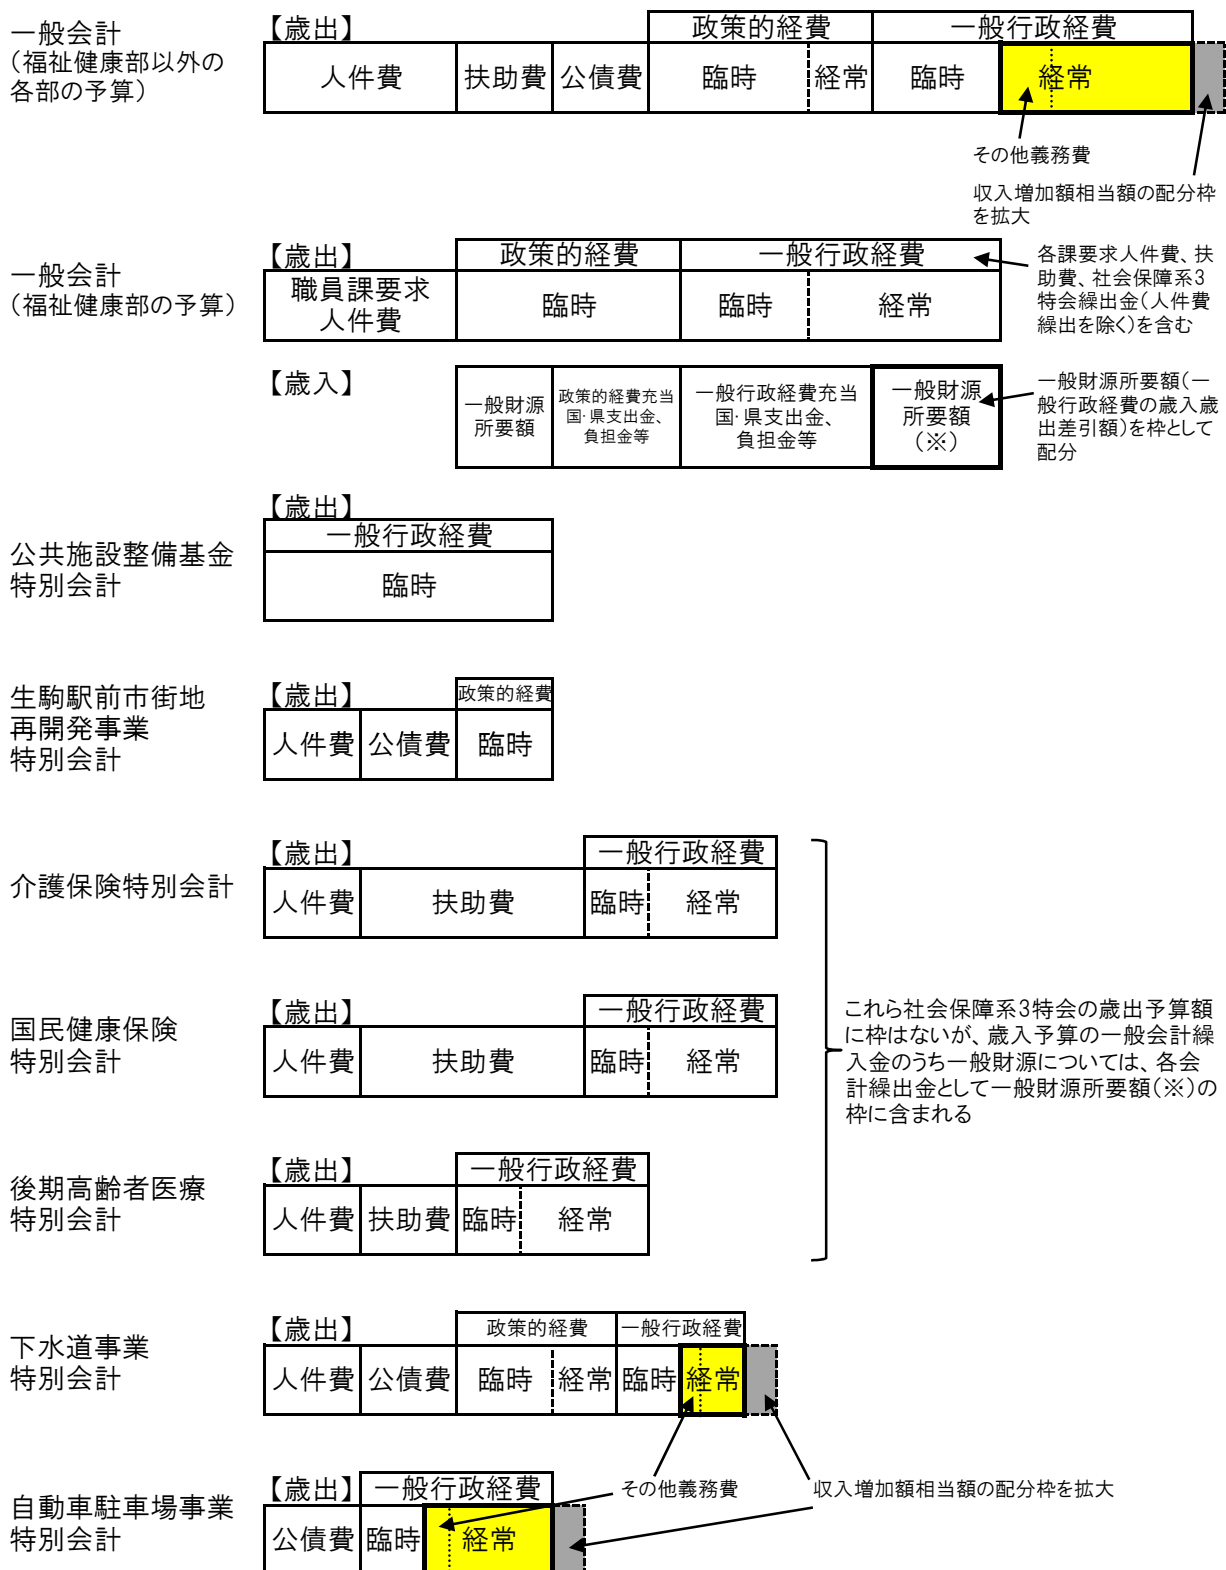 一般会計
（福祉健康部以外の
各部の予算）
【歳出】
政策的経費
一般行政経費
人件費
扶助費
公債費
臨時
経常
臨時
経常
その他義務費
収入増加額相当額の配分枠
を拡大
一般会計
（福祉健康部の予算）
【歳出】
政策的経費
一般行政経費
職員課要求
人件費
臨時
臨時
経常
各課要求人件費、扶
助費、社会保障系3
特会繰出金（人件費
繰出を除く）を含む
【歳入】
一般財源
所要額
政策的経費充当
国・県支出金、
負担金等
一般行政経費充当
国・県支出金、
負担金等
一般財源
所要額
（※）
一般財源所要額（一
般行政経費の歳入歳
出差引額）を枠として
配分
公共施設整備基金
特別会計
【歳出】
一般行政経費
臨時
生駒駅前市街地
再開発事業
特別会計
【歳出】
政策的経費
人件費
公債費
臨時
介護保険特別会計
【歳出】
一般行政経費
人件費
扶助費
臨時
経常
国民健康保険
特別会計
【歳出】
一般行政経費
人件費
扶助費
臨時
経常
これら社会保障系3特会の歳出予算額
に枠はないが、歳入予算の一般会計繰
入金のうち一般財源については、各会
計繰出金として一般財源所要額（※）の
枠に含まれる
後期高齢者医療
特別会計
【歳出】
一般行政経費
人件費
扶助費
臨時
経常
下水道事業
特別会計
【歳出】
政策的経費
一般行政経費
人件費
公債費
臨時
経常
臨時
経常
その他義務費
収入増加額相当額の配分枠を拡大
自動車駐車場事業
特別会計
【歳出】
一般行政経費
公債費
臨時
経常